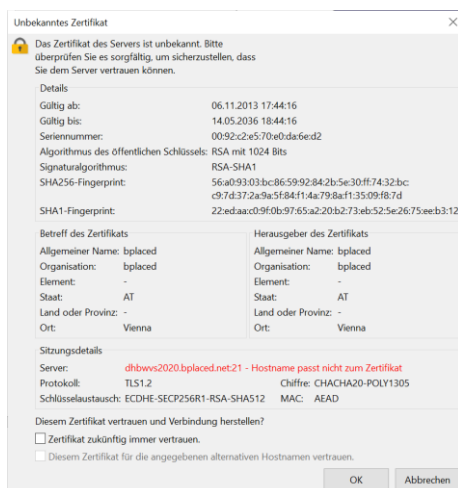 Unbekanntes Zertifikat
Das Zertifikat des Servers ist unbekannt. Bitte
überprüfen Sie es sorgfältig, um sicherzustellen, dass
Sie dem Server vertrauen können.
Details
Gültig ab: 06.11.2013 17:44:16
Gültig bis: 14.05.2036 18:44:16
Seriennummer: 00:92:c2:e5:70:e0:da:6e:d2
Algorithmus des öffentlichen Schlüssels: RSA mit 1024 Bits
Signaturalgorithmus: RSA-SHA1
SHA256-Fingerprint: 56:a0:93:03:bc:86:59:92:84:2b:5e:30:ff:74:32:bc:
c9:7d:37:2a:9a:5f:84:f1:4a:79:8a:f1:35:09:f8:7d
SHA1-Fingerprint: 22:ed:aa:c0:9f:0b:97:65:a2:20:b2:73:eb:52:5e:26:75:ee:b3:12
Betreff des Zertifikats
Allgemeiner Name: bplaced
Organisation: bplaced
Element: -
Staat: AT
Land oder Provinz: -
Ort: Vienna
Herausgeber des Zertifikats
Allgemeiner Name: bplaced
Organisation: bplaced
Element: -
Staat: AT
Land oder Provinz: -
Ort: Vienna
Sitzungsdetails
Server: dhbwvs2020.bplaced.net:21 - Hostname passt nicht zum Zertifikat
Protokoll: TLS1.2 Chiffre: CHACHA20-POLY1305
Schlüsselaustausch: ECDHE-SECP256R1-RSA-SHA512 MAC: AEAD
Diesem Zertifikat vertrauen und Verbindung herstellen?
Zertifikat zukünftig immer vertrauen.
Diesem Zertifikat für die angegebenen alternativen Hostnamen vertrauen.
OK Abbrechen